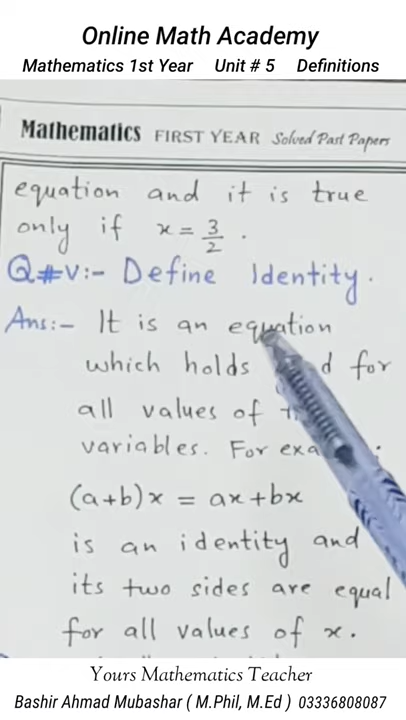 Online Math Academy
Mathematics 1st Year Unit # 5 Definitions
Mathematics FIRST YEAR Solved Past Papers
equation and it is true
only if x = 3/2 .
Q#V:- Define Identity.
Ans:- It is an equation
which holds for
all values of
variables. For
(a+b)x = ax+bx
is an identity and
its two sides are equal
for all values of x.
Yours Mathematics Teacher
Bashir Ahmad Mubashar ( M.Phil, M.Ed ) 03336808087